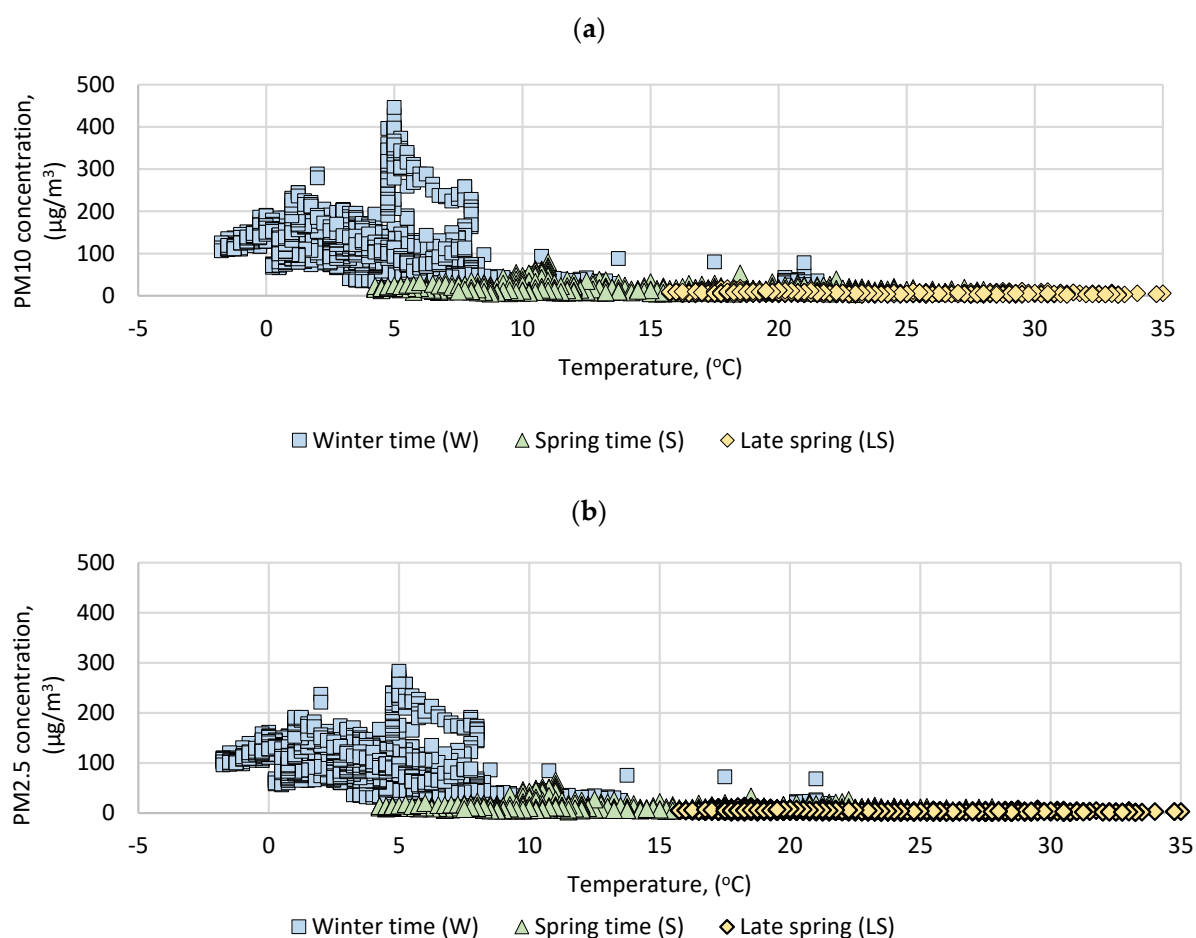 (a)
PM10 concentration,
(µg/m³)
500
400
300
200
100
0
-5 0 5 10 15 20 25 30 35
Temperature, (ºC)
Winter time (W) Spring time (S) Late spring (LS)
(b)
PM2.5 concentration,
(µg/m³)
500
400
300
200
100
0
-5 0 5 10 15 20 25 30 35
Temperature, (ºC)
Winter time (W) Spring time (S) Late spring (LS)